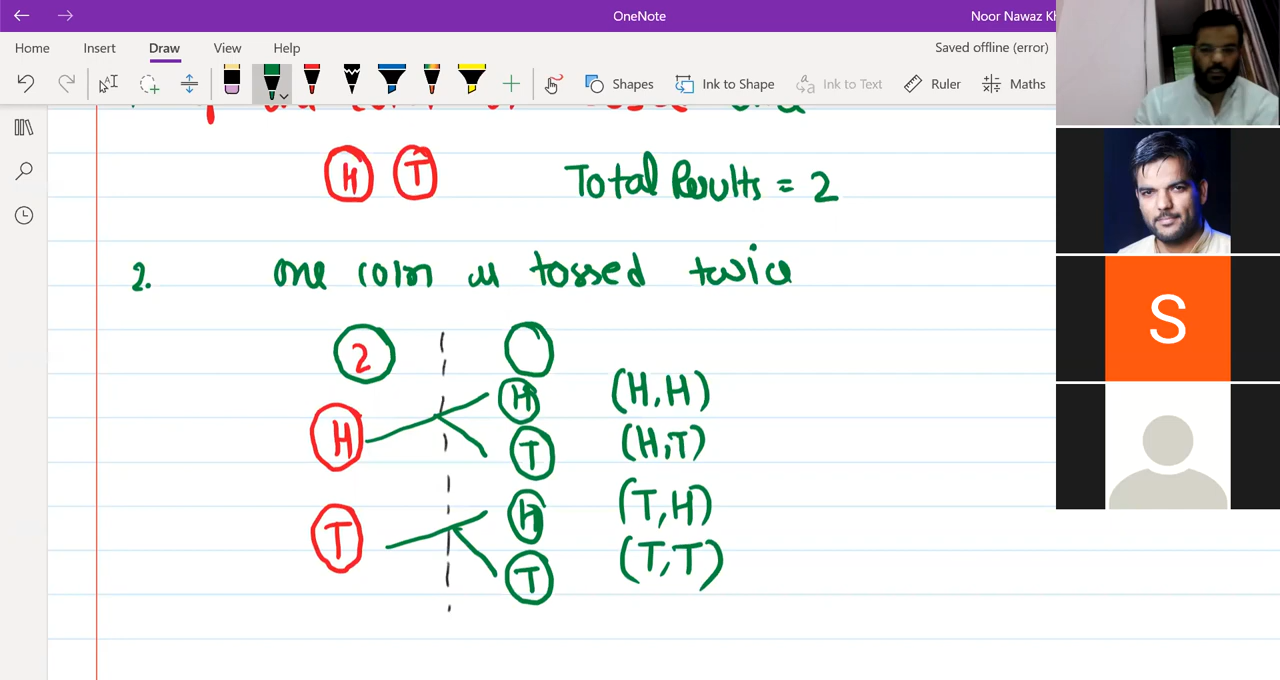 OneNote
Noor Nawaz Kh
Home Insert Draw View Help
Saved offline (error)
Shapes Ink to Shape Ink to Text Ruler Maths
H T Total Results = 2
2. one coin is tossed twice
2
H H (H,H)
T (H,T)
T H (T,H)
T (T,T)
S